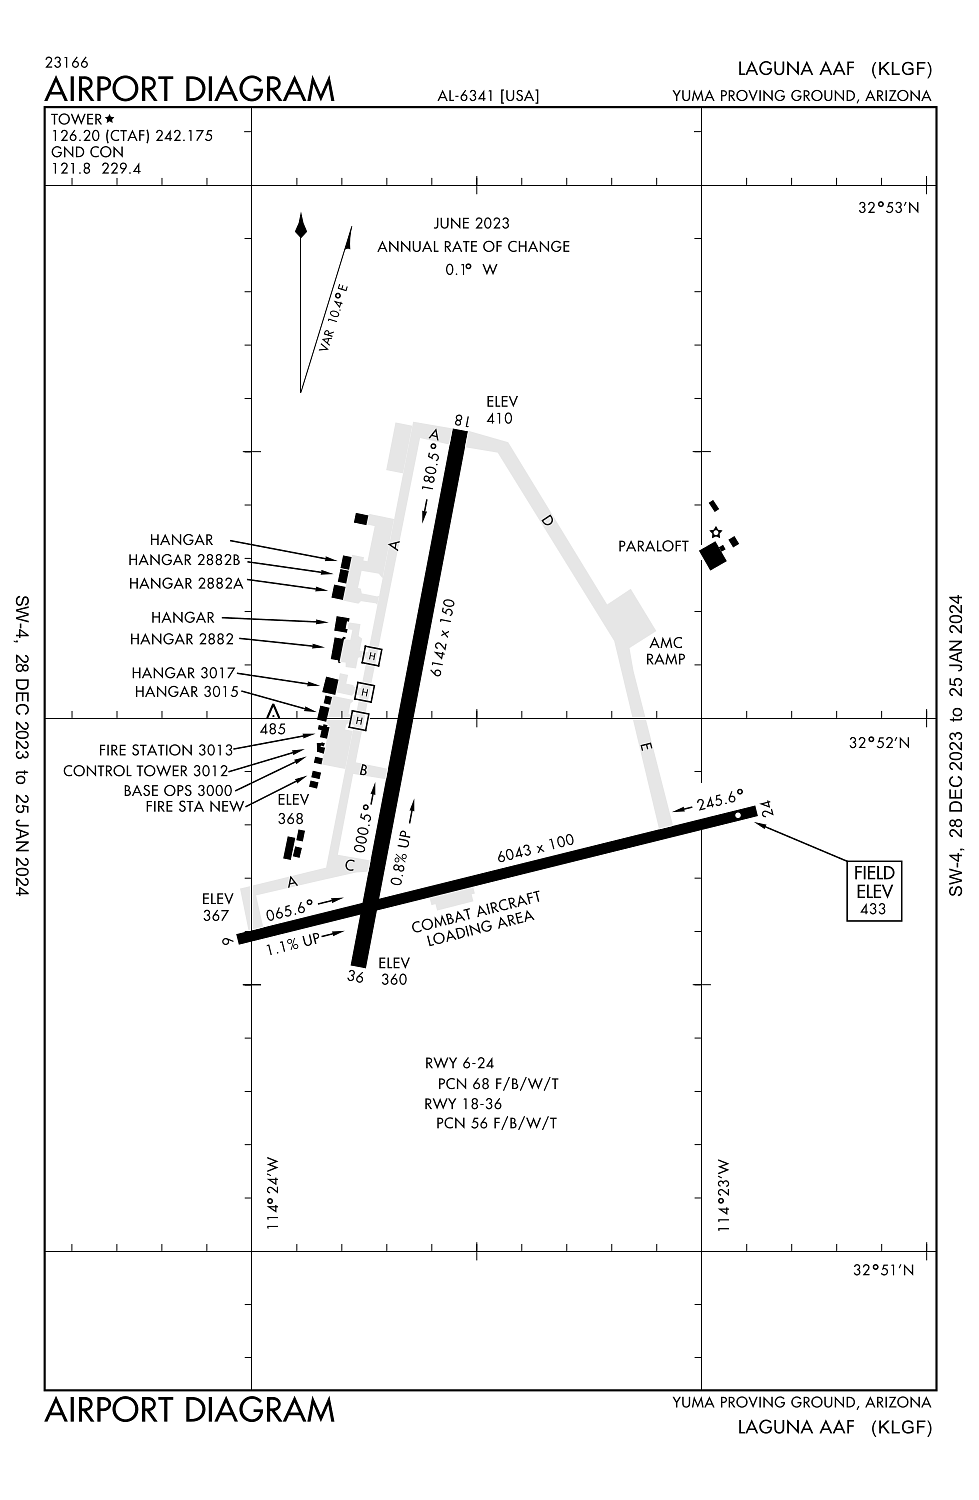 23166
AIRPORT DIAGRAM
AL-6341 [USA]
LAGUNA AAF (KLGF)
YUMA PROVING GROUND, ARIZONA
TOWER★
126.20 (CTAF) 242.175
GND CON
121.8 229.4
32°53'N
JUNE 2023
ANNUAL RATE OF CHANGE
0.1° W
VAR 10.4° E
ELEV
410
18
A
180.5°
D
A
HANGAR
HANGAR 2882B
HANGAR 2882A
HANGAR
HANGAR 2882
HANGAR 3017
HANGAR 3015
PARALOFT
6142 x 150
AMC
RAMP
H
H
H
485
32°52'N
FIRE STATION 3013
CONTROL TOWER 3012
BASE OPS 3000
FIRE STA NEW
B
E
ELEV
368
000.5°
0.8% UP
245.6°
24
6043 x 100
C
A
FIELD
ELEV
433
ELEV
367
065.6°
1.1% UP
6
COMBAT AIRCRAFT
LOADING AREA
36
ELEV
360
RWY 6-24
PCN 68 F/B/W/T
RWY 18-36
PCN 56 F/B/W/T
114°24'W
114°23'W
32°51'N
SW-4, 28 DEC 2023 to 25 JAN 2024
SW-4, 28 DEC 2023 to 25 JAN 2024
AIRPORT DIAGRAM
YUMA PROVING GROUND, ARIZONA
LAGUNA AAF (KLGF)